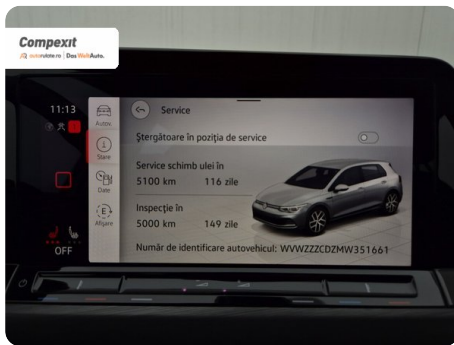 Compexit
autorulate.ro | Das WeltAuto.
11:13
Service
Autov.
Ștergătoare în poziția de service
Stare
Service schimb ulei în
5100 km 116 zile
Date
Inspecție în
5000 km 149 zile
Afișare
OFF
Număr de identificare autovehicul: WVWZZZCDZMW351661